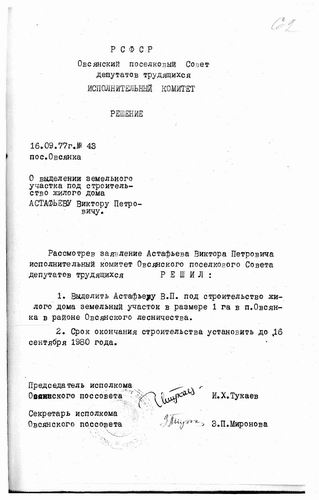 62
Р С Ф С Р
Овсянский поселковый Совет
депутатов трудящихся
ИСПОЛНИТЕЛЬНЫЙ КОМИТЕТ
РЕШЕНИЕ
16.09.77г.№ 43
пос.Овсянка
О выделении земельного
участка под строитель-
ство жилого дома
АСТАФЬЕВУ Виктору Петро-
вичу.
Рассмотрев заявление Астафьева Виктора Петровича
исполнительный комитет Овсянского поселкового Совета
депутатов трудящихся Р Е Ш И Л :
1. Выделить Астафьеву В.П. под строительство жи-
лого дома земельный участок в размере 1 га в п.Овсян-
ка в районе Овсянского лесничества.
2. Срок окончания строительства установить до 16
сентября 1980 года.
Председатель исполкома
Овсянского поссовета И.Х.Тукаев
Секретарь исполкома
Овсянского поссовета З.П.Миронова